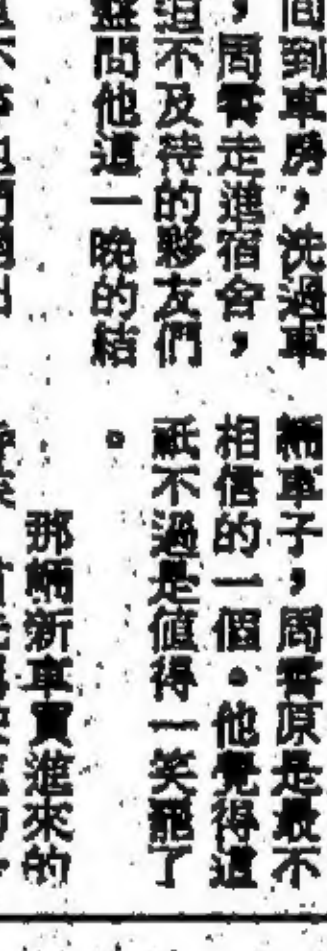 間到車房，洗過車
，周喬走進宿舍，
迫不及待的夥友們
盤問他這一晚的結
輛車子，周喬原是最不
相信的一個。他覺得這
祇不過是值得一笑罷了
。
那輛新車買進來的